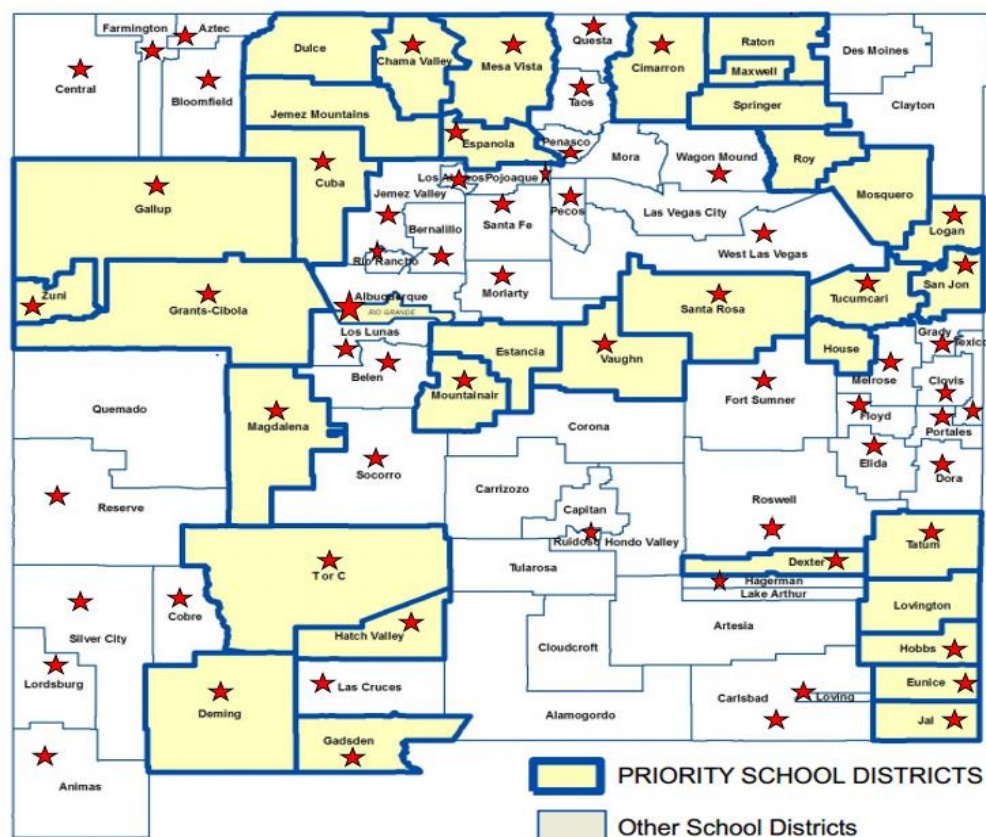 Farmington
Aztec
Central
Bloomfield
Dulce
Chama Valley
Mesa Vista
Questa
Taos
Cimarron
Raton
Maxwell
Springer
Des Moines
Clayton
Jemez Mountains
Espanola
Penasco
Mora
Wagon Mound
Roy
Mosquero
Gallup
Cuba
Jemez Valley
Pojoaque
Pecos
Las Vegas City
Logan
Santa Fe
Bernalillo
Rio Rancho
West Las Vegas
Zuni
Grants-Cibola
Albuquerque
RIO GRANDE
Moriarty
Santa Rosa
Tucumcari
San Jon
Los Lunas
Belen
Estancia
Vaughn
House
Grady
Texico
Mountainair
Fort Sumner
Melrose
Clovis
Quemado
Magdalena
Floyd
Portales
Corona
Socorro
Elida
Dora
Reserve
Carrizozo
Capitan
Roswell
Ruidoso
Hondo Valley
Tatum
T or C
Tularosa
Dexter
Hagerman
Lake Arthur
Cobre
Silver City
Hatch Valley
Artesia
Lovington
Cloudcroft
Hobbs
Lordsburg
Las Cruces
Deming
Carlsbad
Loving
Eunice
Alamogordo
Jal
Gadsden
Animas
PRIORITY SCHOOL DISTRICTS
Other School Districts